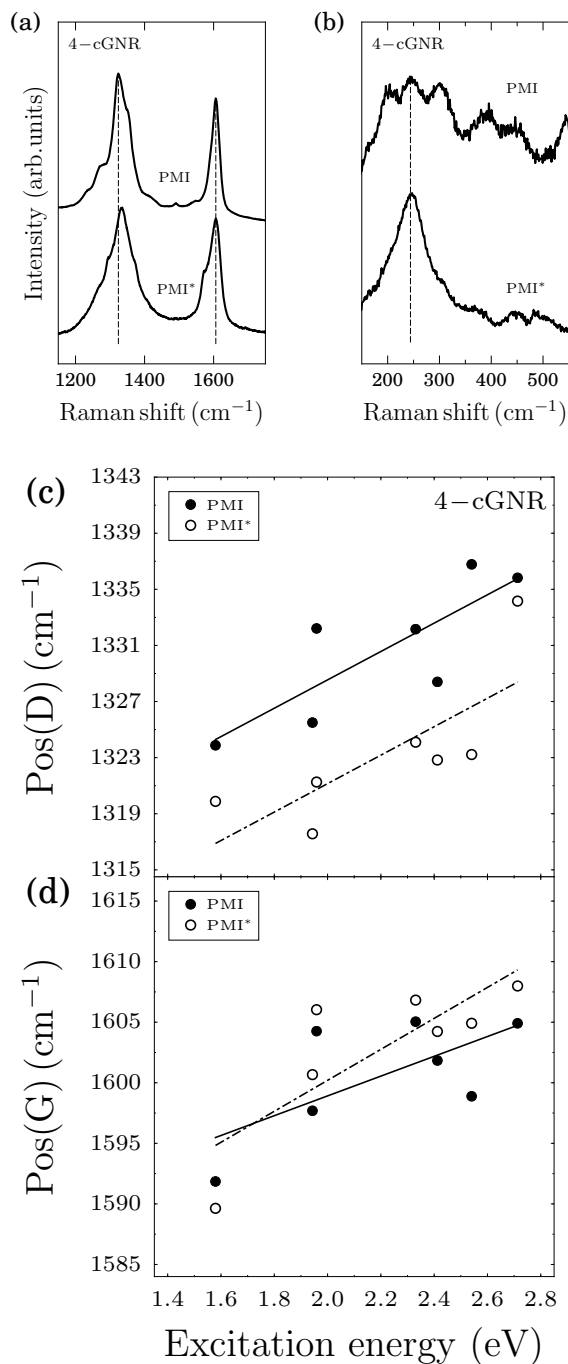 (a)
4−cGNR
PMI
PMI*
Intensity (arb.units)
1200 1400 1600
Raman shift (cm⁻¹)
(b)
4−cGNR
PMI
PMI*
200 300 400 500
Raman shift (cm⁻¹)
(c)
1343
1339
1335
1331
1327
1323
1319
1315
Pos(D) (cm⁻¹)
PMI
PMI*
4−cGNR
(d)
1615
1610
1605
1600
1595
1590
1585
Pos(G) (cm⁻¹)
PMI
PMI*
1.4 1.6 1.8 2.0 2.2 2.4 2.6 2.8
Excitation energy (eV)